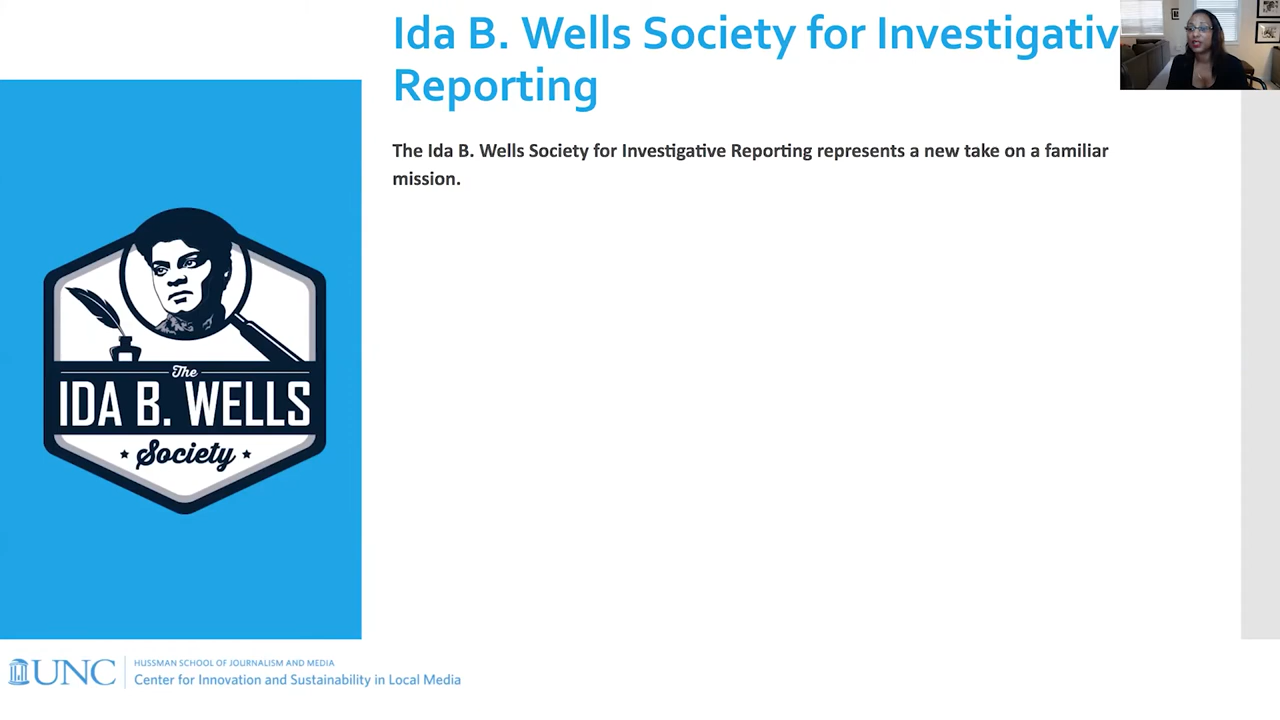 Ida B. Wells Society for Investigativ
Reporting
The Ida B. Wells Society for Investigative Reporting represents a new take on a familiar
mission.
The
IDA B. WELLS
Society
UNC
HUSSMAN SCHOOL OF JOURNALISM AND MEDIA
Center for Innovation and Sustainability in Local Media